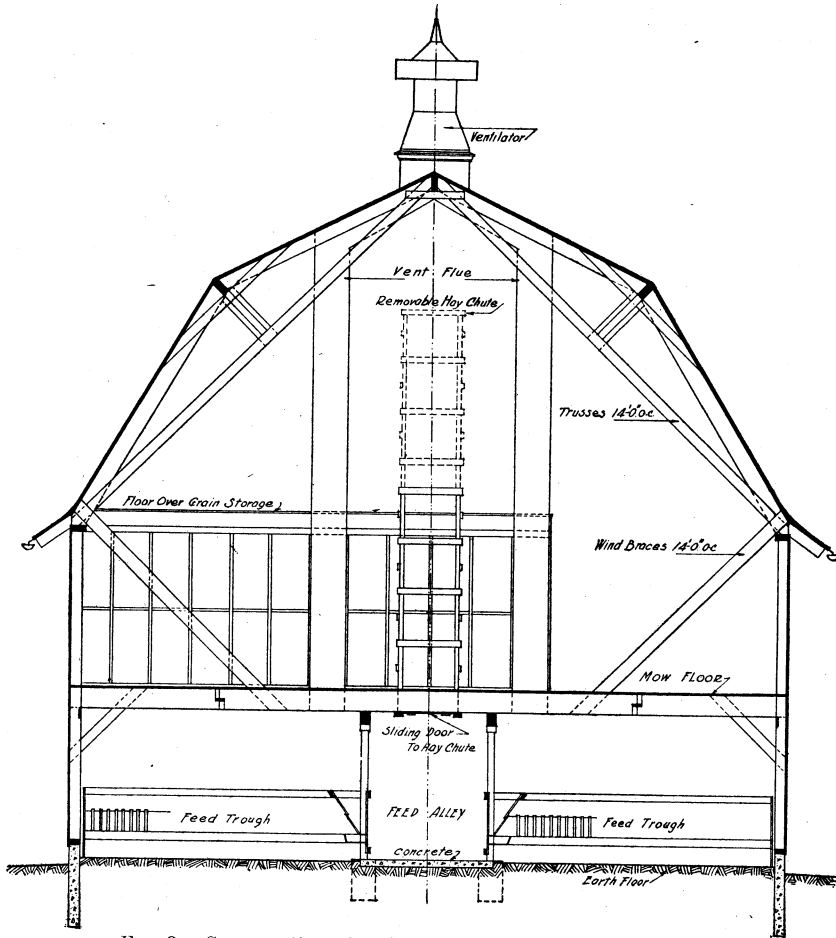 Ventilator
Vent Flue
Removable Hay Chute
Trusses 14'-0" o.c.
Floor Over Grain Storage
Wind Braces 14'-0" o.c.
Mow Floor
Sliding Door
To Hay Chute
Feed Trough
FEED ALLEY
Feed Trough
Concrete
Earth Floor